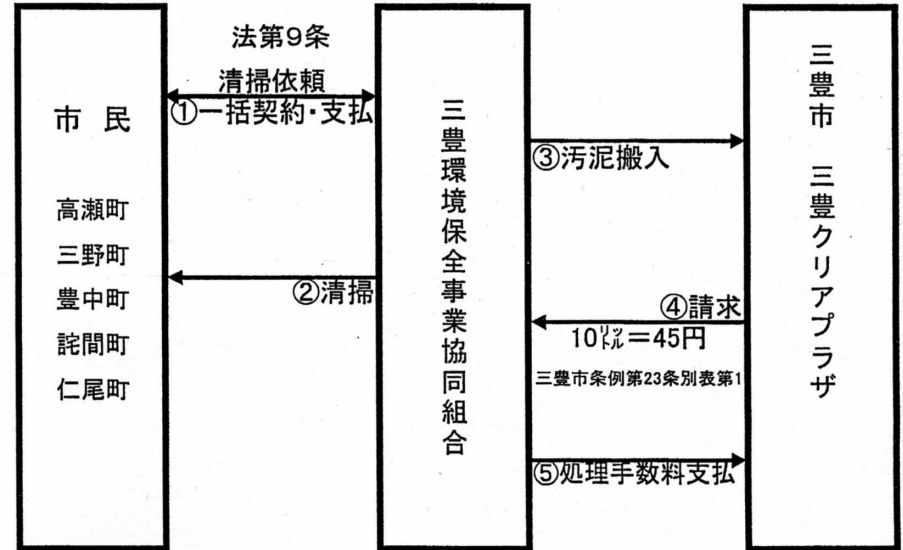 市民
高瀬町
三野町
豊中町
詫間町
仁尾町
法第9条
清掃依頼
①一括契約・支払
②清掃
三豊環境保全事業協同組合
③汚泥搬入
④請求
10㍑＝45円
三豊市条例第23条別表第1
⑤処理手数料支払
三豊市 三豊クリアプラザ